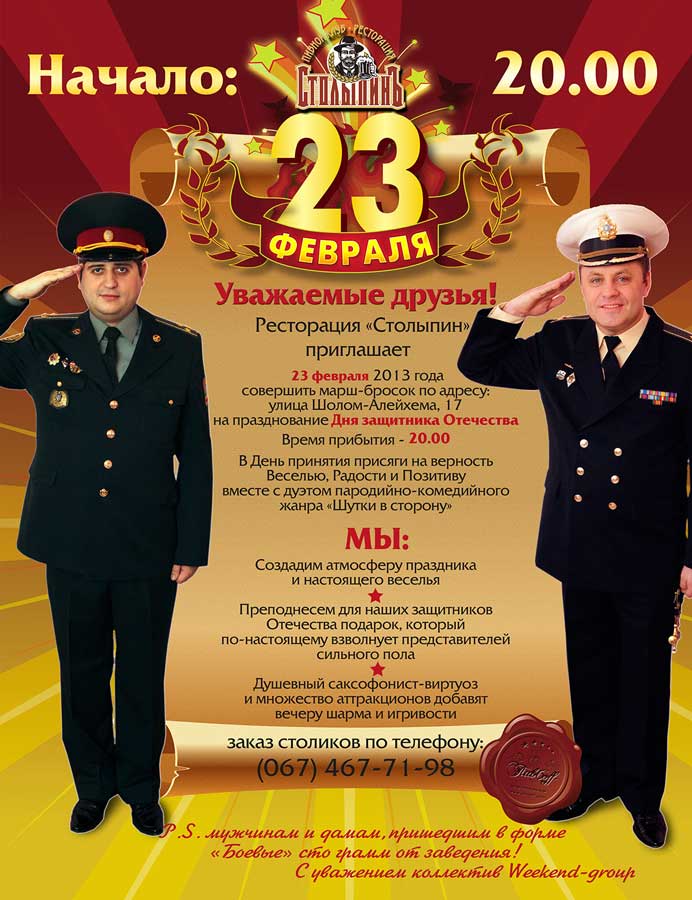 Начало:
20.00
ПИВНОЙ КЛУБ • РЕСТОРАЦИЯ
СТОЛЫПИНЪ
23
ФЕВРАЛЯ
Уважаемые друзья!
Ресторация «Столыпин»
приглашает
23 февраля 2013 года
совершить марш-бросок по адресу:
улица Шолом-Алейхема, 17
на празднование Дня защитника Отечества
Время прибытия - 20.00
В День принятия присяги на верность
Веселью, Радости и Позитиву
вместе с дуэтом пародийно-комедийного
жанра «Шутки в сторону»
МЫ:
Создадим атмосферу праздника
и настоящего веселья
Преподнесем для наших защитников
Отечества подарок, который
по-настоящему взволнует представителей
сильного пола
Душевный саксофонист-виртуоз
и множество аттракционов добавят
вечеру шарма и игривости
заказ столиков по телефону:
(067) 467-71-98
P.S. мужчинам и дамам, пришедшим в форме
«Боевые» сто грамм от заведения!
С уважением коллектив Weekend-group